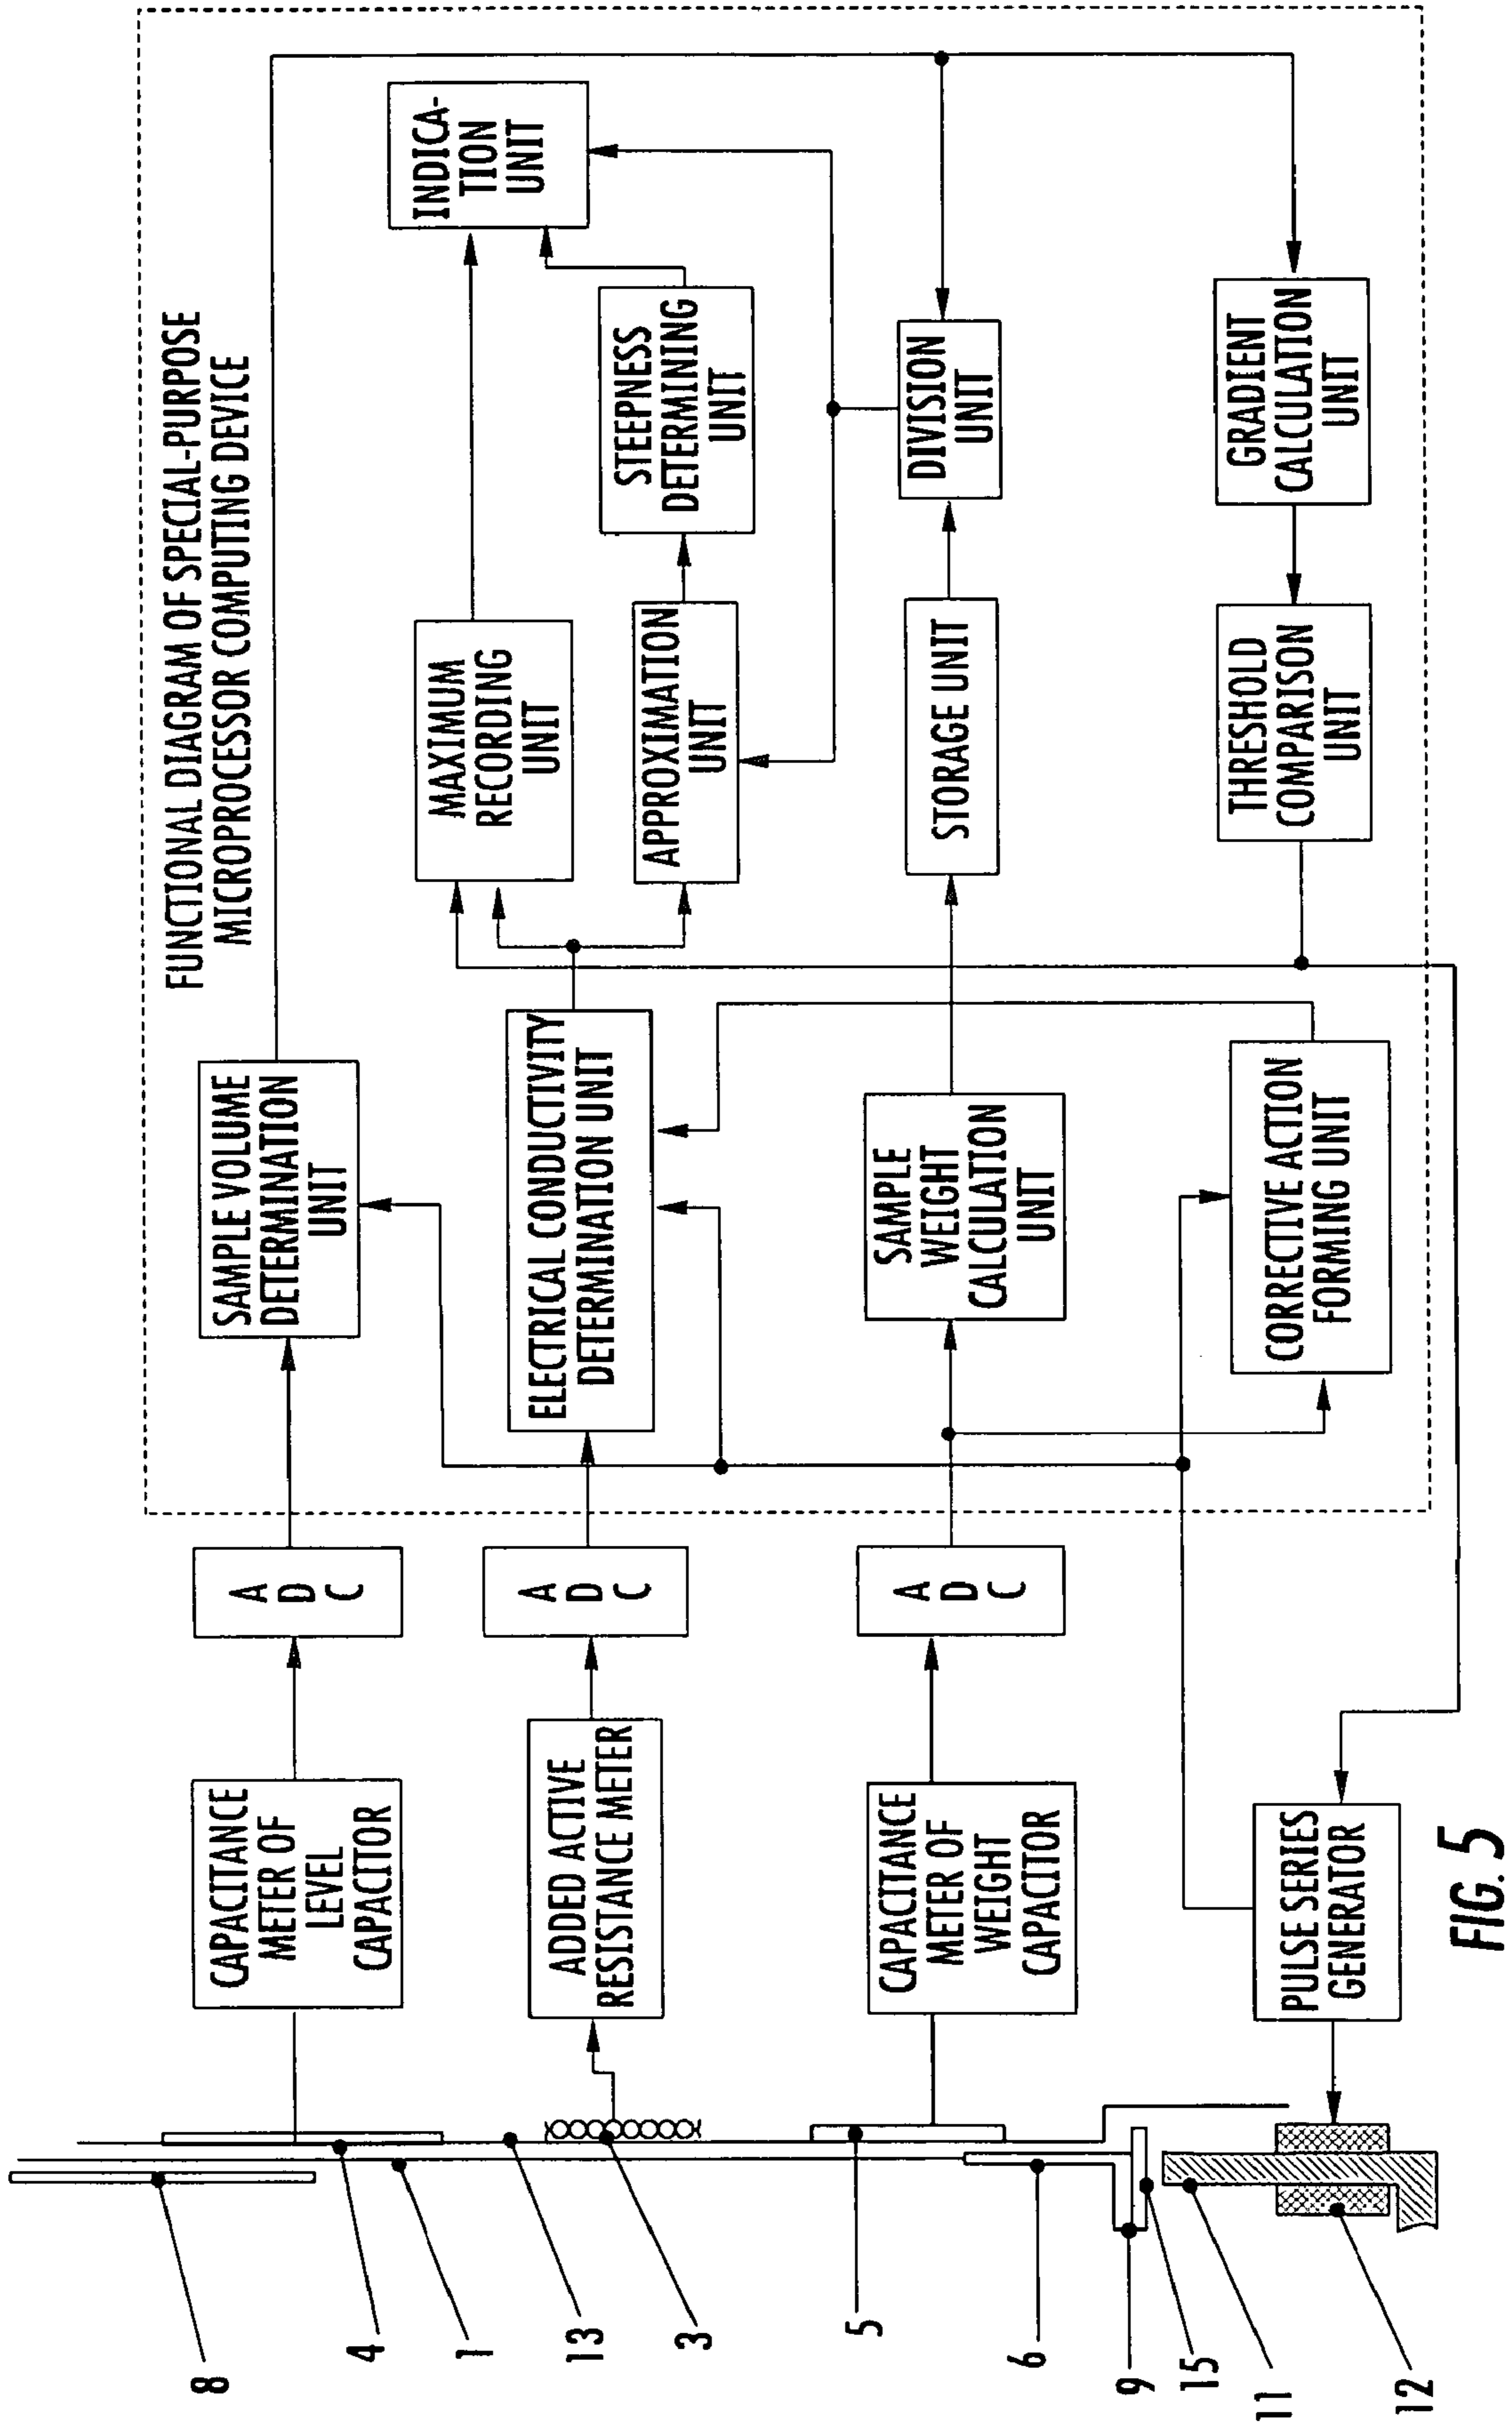 FUNCTIONAL DIAGRAM OF SPECIAL-PURPOSE
MICROPROCESSOR COMPUTING DEVICE
8
4
1
13
3
5
6
9
15
11
12
CAPACITANCE
METER OF
LEVEL
CAPACITOR
A
D
C
SAMPLE VOLUME
DETERMINATION
UNIT
INDICA-
TION
UNIT
ADDED ACTIVE
RESISTANCE METER
A
D
C
ELECTRICAL CONDUCTIVITY
DETERMINATION UNIT
MAXIMUM
RECORDING
UNIT
APPROXIMATION
UNIT
STEEPNESS
DETERMINING
UNIT
CAPACITANCE
METER OF
WEIGHT
CAPACITOR
A
D
C
SAMPLE
WEIGHT
CALCULATION
UNIT
STORAGE UNIT
DIVISION
UNIT
PULSE SERIES
GENERATOR
CORRECTIVE ACTION
FORMING UNIT
THRESHOLD
COMPARISON
UNIT
GRADIENT
CALCULATION
UNIT
FIG. 5